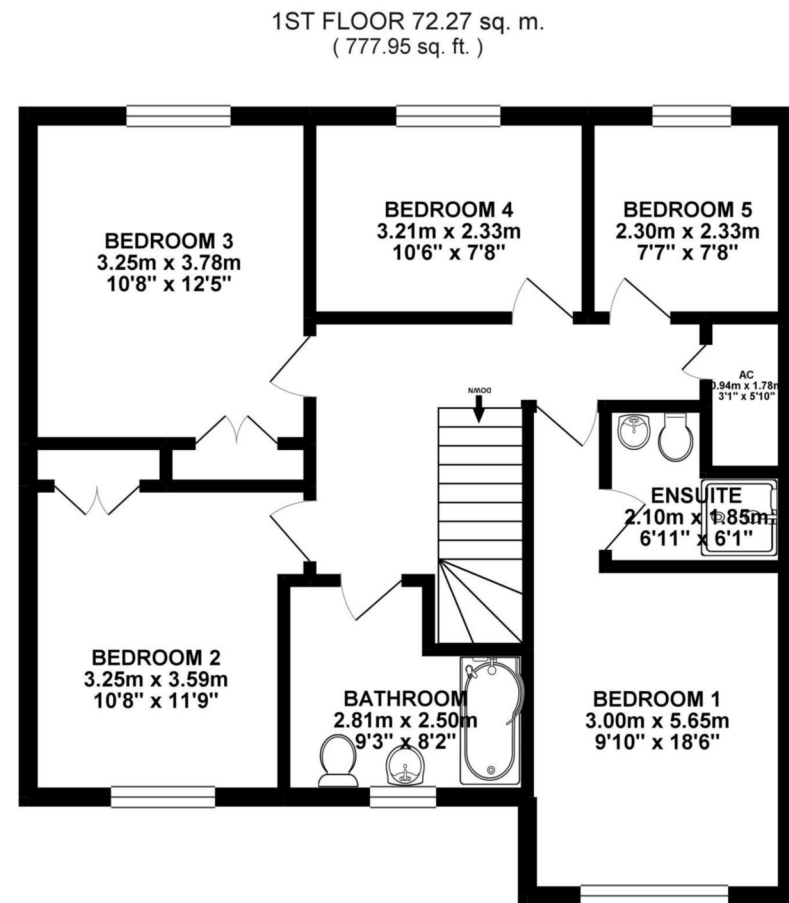 1ST FLOOR 72.27 sq. m.
( 777.95 sq. ft. )
BEDROOM 3
3.25m x 3.78m
10'8" x 12'5"
BEDROOM 4
3.21m x 2.33m
10'6" x 7'8"
BEDROOM 5
2.30m x 2.33m
7'7" x 7'8"
AC
0.94m x 1.78m
3'1" x 5'10"
DOWN
ENSUITE
2.10m x 1.85m
6'11" x 6'1"
BEDROOM 2
3.25m x 3.59m
10'8" x 11'9"
BATHROOM
2.81m x 2.50m
9'3" x 8'2"
BEDROOM 1
3.00m x 5.65m
9'10" x 18'6"